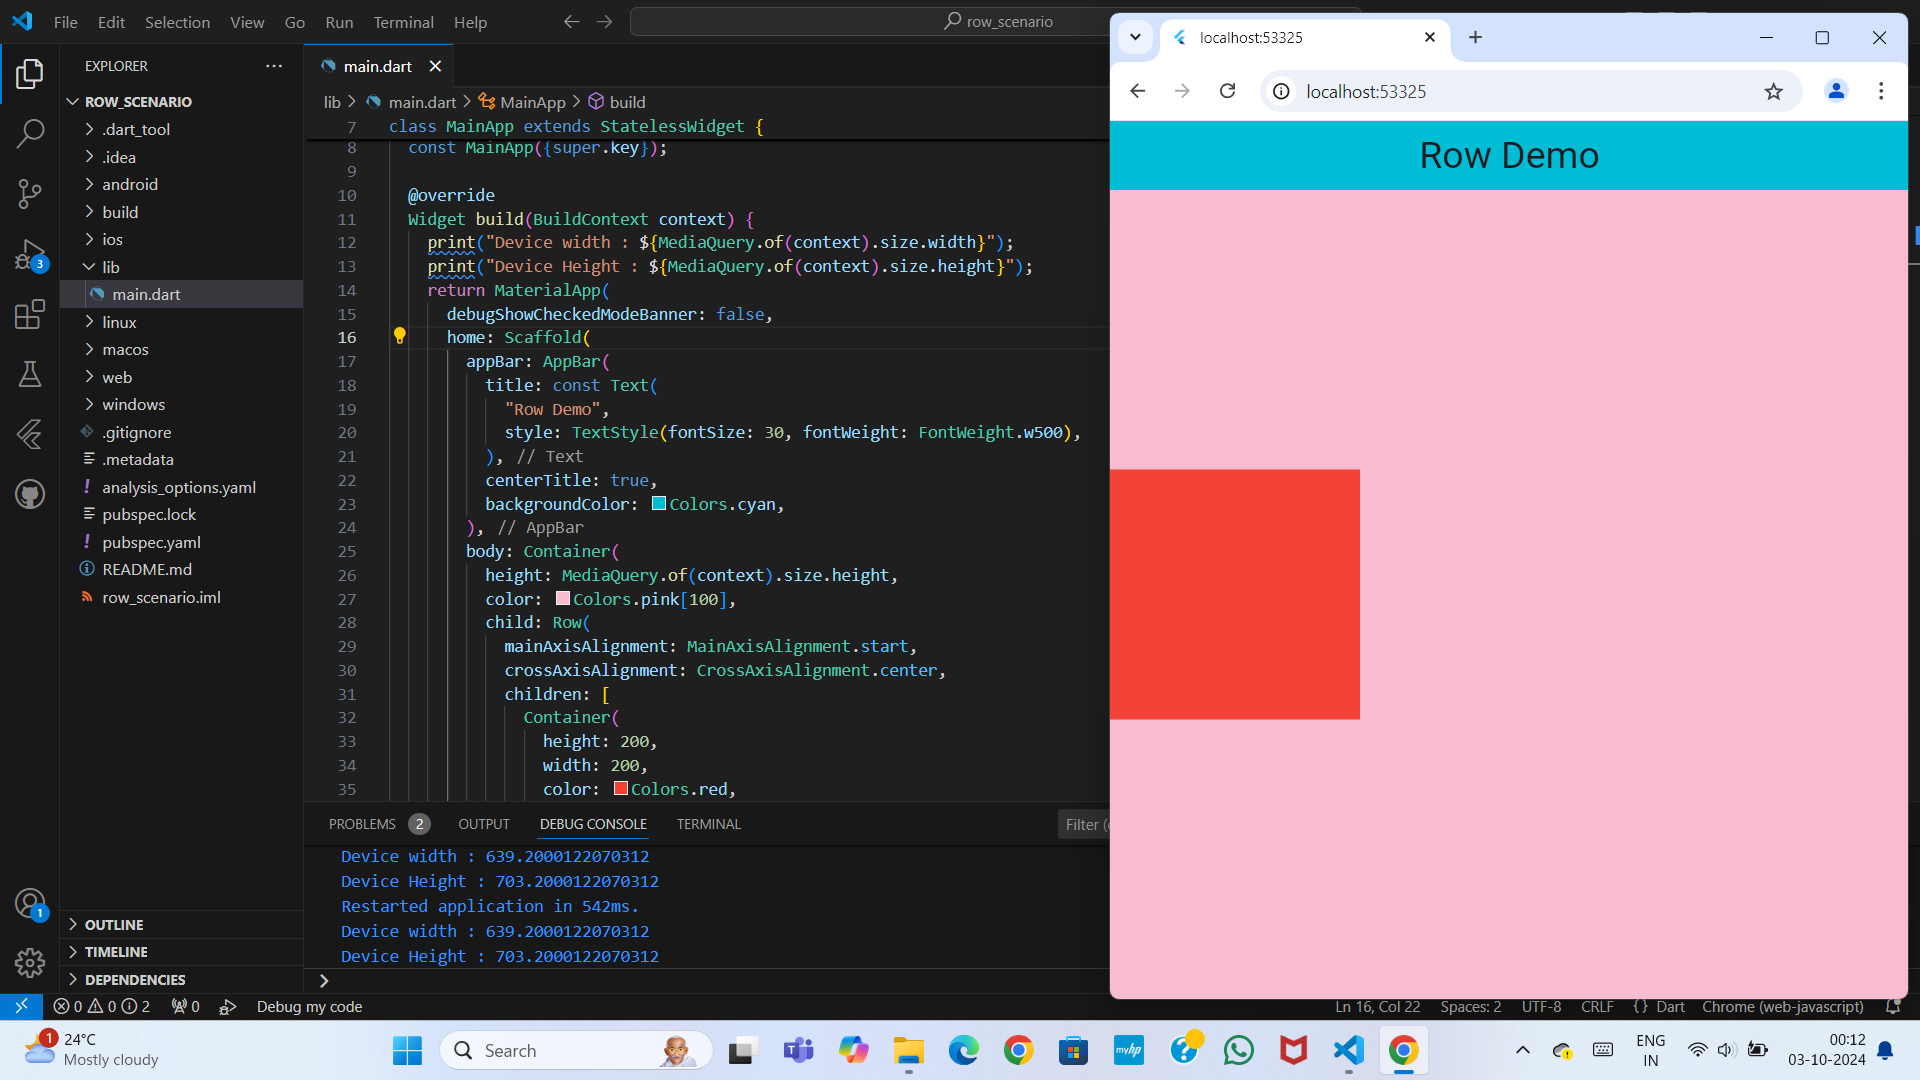 File Edit Selection View Go Run Terminal Help
row_scenario
EXPLORER
ROW_SCENARIO
.dart_tool
.idea
android
build
ios
lib
main.dart
linux
macos
web
windows
.gitignore
.metadata
analysis_options.yaml
pubspec.lock
pubspec.yaml
README.md
row_scenario.iml
OUTLINE
TIMELINE
DEPENDENCIES
3
1
main.dart
lib > main.dart > MainApp > build
7 class MainApp extends StatelessWidget {
8 const MainApp({super.key});
9
10 @override
11 Widget build(BuildContext context) {
12 print("Device width : ${MediaQuery.of(context).size.width}");
13 print("Device Height : ${MediaQuery.of(context).size.height}");
14 return MaterialApp(
15 debugShowCheckedModeBanner: false,
16 home: Scaffold(
17 appBar: AppBar(
18 title: const Text(
19 "Row Demo",
20 style: TextStyle(fontSize: 30, fontWeight: FontWeight.w500),
21 ), // Text
22 centerTitle: true,
23 backgroundColor: Colors.cyan,
24 ), // AppBar
25 body: Container(
26 height: MediaQuery.of(context).size.height,
27 color: Colors.pink[100],
28 child: Row(
29 mainAxisAlignment: MainAxisAlignment.start,
30 crossAxisAlignment: CrossAxisAlignment.center,
31 children: [
32 Container(
33 height: 200,
34 width: 200,
35 color: Colors.red,
PROBLEMS 2 OUTPUT DEBUG CONSOLE TERMINAL
Filter (
Device width : 639.2000122070312
Device Height : 703.2000122070312
Restarted application in 542ms.
Device width : 639.2000122070312
Device Height : 703.2000122070312
>
0 0 2 0 Debug my code
Ln 16, Col 22 Spaces: 2 UTF-8 CRLF {} Dart Chrome (web-javascript)
localhost:53325
localhost:53325
Row Demo
1
24°C
Mostly cloudy
Search
myhp
ENG
IN
00:12
03-10-2024